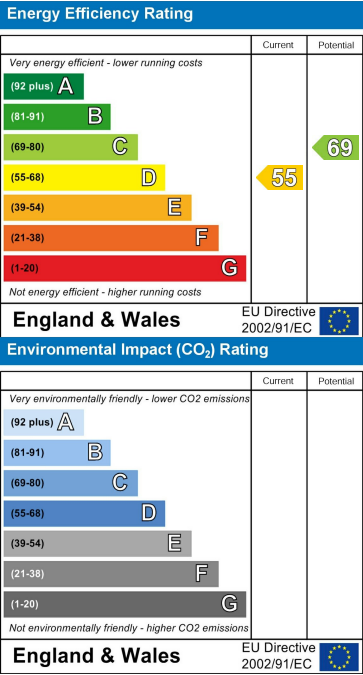 Energy Efficiency Rating
Current Potential
Very energy efficient - lower running costs
(92 plus) A
(81-91) B
(69-80) C
(55-68) D
(39-54) E
(21-38) F
(1-20) G
55
69
Not energy efficient - higher running costs
England & Wales
EU Directive
2002/91/EC
Environmental Impact (CO₂) Rating
Current Potential
Very environmentally friendly - lower CO2 emissions
(92 plus) A
(81-91) B
(69-80) C
(55-68) D
(39-54) E
(21-38) F
(1-20) G
Not environmentally friendly - higher CO2 emissions
England & Wales
EU Directive
2002/91/EC